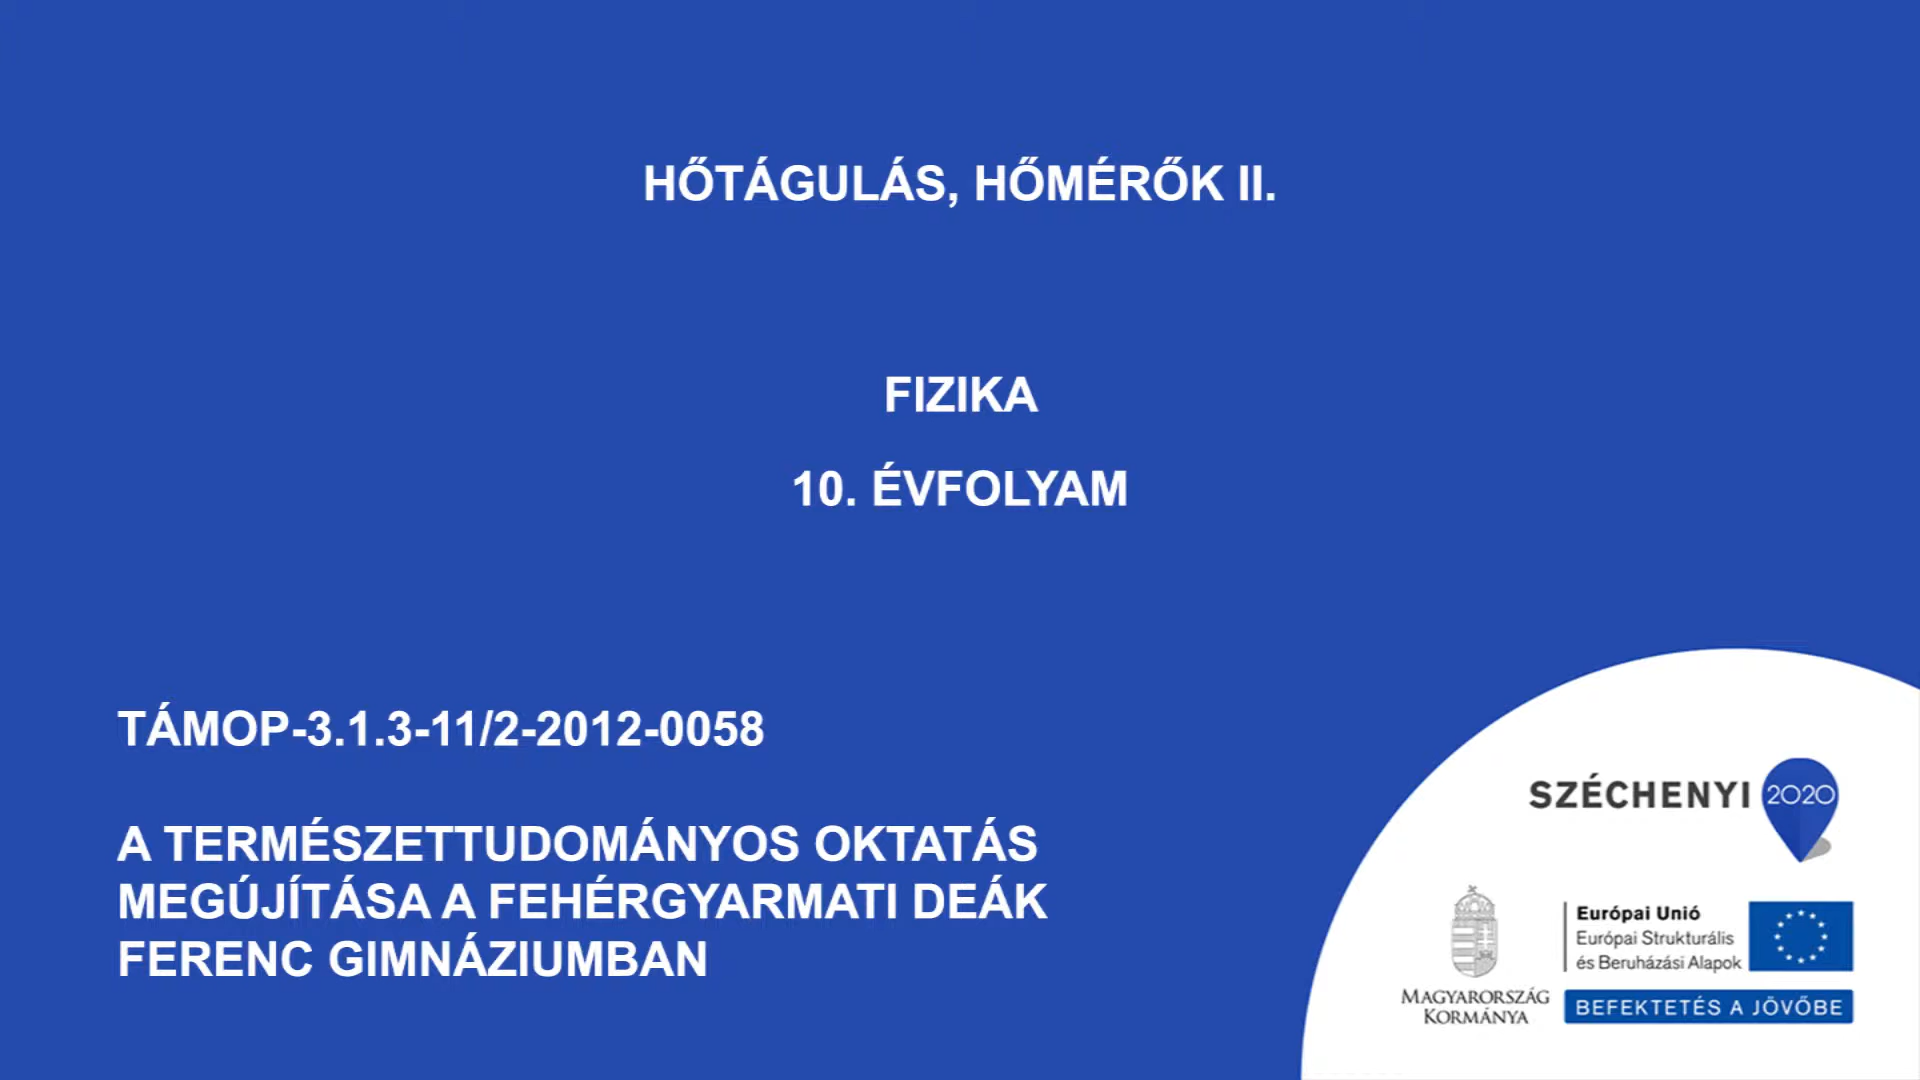 HŐTÁGULÁS, HŐMÉRŐK II.
FIZIKA
10. ÉVFOLYAM
TÁMOP-3.1.3-11/2-2012-0058
A TERMÉSZETTUDOMÁNYOS OKTATÁS
MEGÚJÍTÁSA A FEHÉRGYARMATI DEÁK
FERENC GIMNÁZIUMBAN
SZÉCHENYI 2020
MAGYARORSZÁG
KORMÁNYA
Európai Unió
Európai Strukturális
és Beruházási Alapok
BEFEKTETÉS A JÖVŐBE